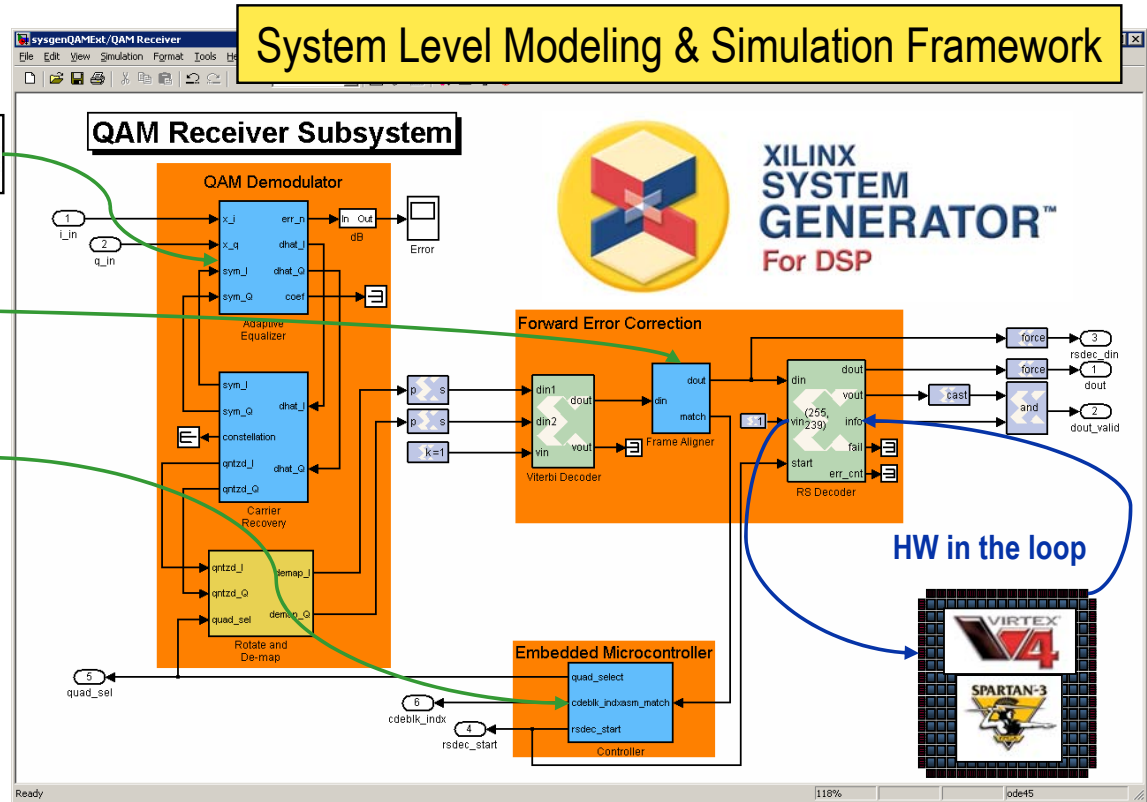 System Level Modeling & Simulation Framework
sysgenQAMExt/QAM Receiver
File Edit View Simulation Format Tools
QAM Receiver Subsystem
XILINX
SYSTEM
GENERATOR™
For DSP
QAM Demodulator
1
i_in
2
q_in
x_i
x_q
sym_I
sym_Q
err_n
dhat_I
dhat_Q
coef
Adaptive
Equalizer
In Out
dB
Error
sym_I
sym_Q
constellation
qntzd_I
qntzd_Q
dhat_I
dhat_Q
Carrier
Recovery
qntzd_I
qntzd_Q
quad_sel
demap_I
demap_Q
Rotate and
De-map
5
quad_sel
p s
p s
k=1
Forward Error Correction
din1
din2
vin
dout
vout
Viterbi Decoder
din
dout
match
Frame Aligner
1
din
vin
start
(255,
239)
dout
vout
info
fail
err_cnt
RS Decoder
force
force
cast
and
3
rsdec_din
1
dout
2
dout_valid
HW in the loop
VIRTEX
V4
SPARTAN-3
Embedded Microcontroller
quad_select
cdeblk_indx
asm_match
rsdec_start
Controller
6
cdeblk_indx
4
rsdec_start
Ready
118%
ode45